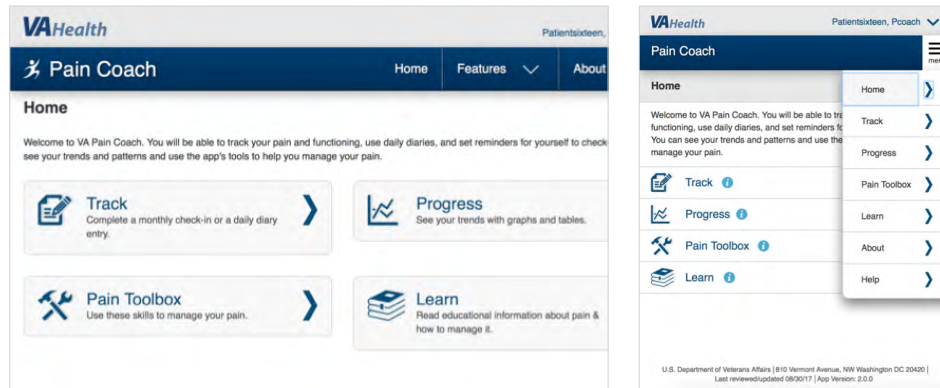 VAHealth
Patientsixteen,
Pain Coach
Home Features About
Home
Welcome to VA Pain Coach. You will be able to track your pain and functioning, use daily diaries, and set reminders for yourself to check
see your trends and patterns and use the app's tools to help you manage your pain.
Track
Complete a monthly check-in or a daily diary
entry.
Progress
See your trends with graphs and tables.
Pain Toolbox
Use these skills to manage your pain.
Learn
Read educational information about pain &
how to manage it.
VAHealth
Patientsixteen, Pcoach
Pain Coach
Home
Welcome to VA Pain Coach. You will be able to
functioning, use daily diaries, and set reminders
You can see your trends and patterns and use the
manage your pain.
Track
Progress
Pain Toolbox
Learn
Home
Track
Progress
Pain Toolbox
Learn
About
Help
U.S. Department of Veterans Affairs | 810 Vermont Avenue, NW Washington DC 20420 |
Last reviewed/updated 08/30/17 | App Version: 2.0.0